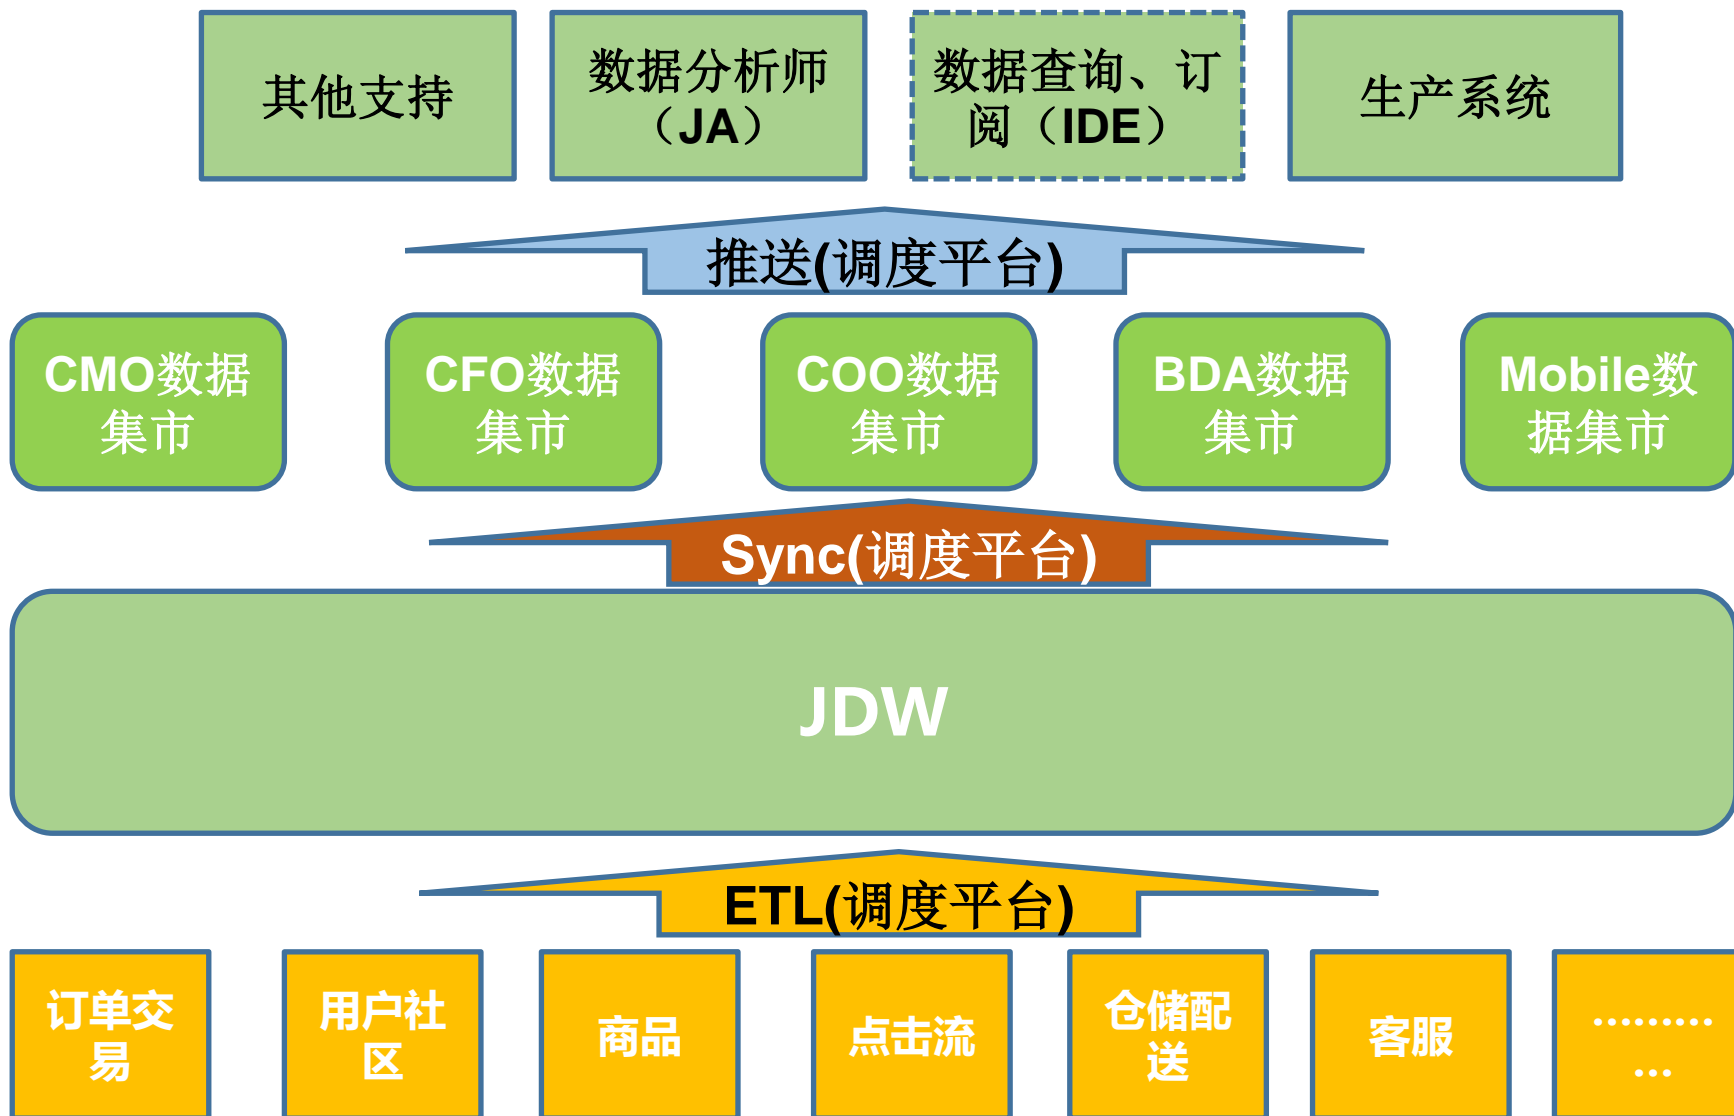 其他支持
数据分析师
（JA）
数据查询、订
阅（IDE）
生产系统
推送(调度平台)
CMO数据
集市
CFO数据
集市
COO数据
集市
BDA数据
集市
Mobile数
据集市
Sync(调度平台)
JDW
ETL(调度平台)
订单交
易
用户社
区
商品
点击流
仓储配
送
客服
………
…